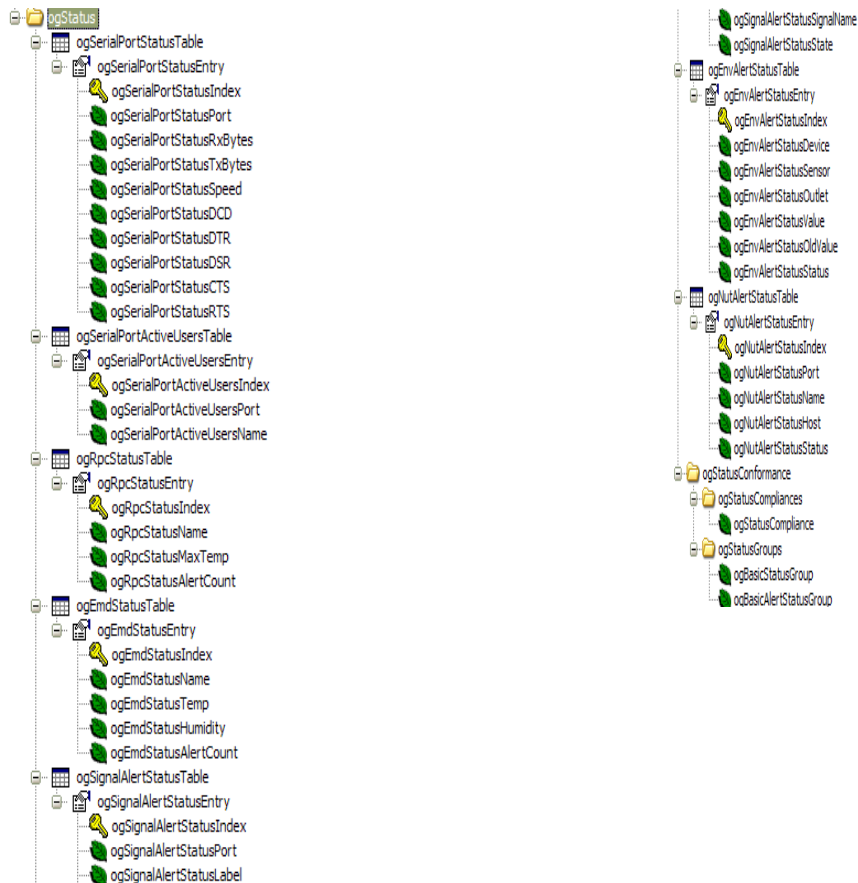 ogStatus
ogSerialPortStatusTable
ogSerialPortStatusEntry
ogSerialPortStatusIndex
ogSerialPortStatusPort
ogSerialPortStatusRxBytes
ogSerialPortStatusTxBytes
ogSerialPortStatusSpeed
ogSerialPortStatusDCD
ogSerialPortStatusDTR
ogSerialPortStatusDSR
ogSerialPortStatusCTS
ogSerialPortStatusRTS
ogSerialPortActiveUsersTable
ogSerialPortActiveUsersEntry
ogSerialPortActiveUsersIndex
ogSerialPortActiveUsersPort
ogSerialPortActiveUsersName
ogRpcStatusTable
ogRpcStatusEntry
ogRpcStatusIndex
ogRpcStatusName
ogRpcStatusMaxTemp
ogRpcStatusAlertCount
ogEmdStatusTable
ogEmdStatusEntry
ogEmdStatusIndex
ogEmdStatusName
ogEmdStatusTemp
ogEmdStatusHumidity
ogEmdStatusAlertCount
ogSignalAlertStatusTable
ogSignalAlertStatusEntry
ogSignalAlertStatusIndex
ogSignalAlertStatusPort
ogSignalAlertStatusLabel
ogSignalAlertStatusSignalName
ogSignalAlertStatusState
ogEnvAlertStatusTable
ogEnvAlertStatusEntry
ogEnvAlertStatusIndex
ogEnvAlertStatusDevice
ogEnvAlertStatusSensor
ogEnvAlertStatusOutlet
ogEnvAlertStatusValue
ogEnvAlertStatusOldValue
ogEnvAlertStatusStatus
ogNutAlertStatusTable
ogNutAlertStatusEntry
ogNutAlertStatusIndex
ogNutAlertStatusPort
ogNutAlertStatusName
ogNutAlertStatusHost
ogNutAlertStatusStatus
ogStatusConformance
ogStatusCompliances
ogStatusCompliance
ogStatusGroups
ogBasicStatusGroup
ogBasicAlertStatusGroup